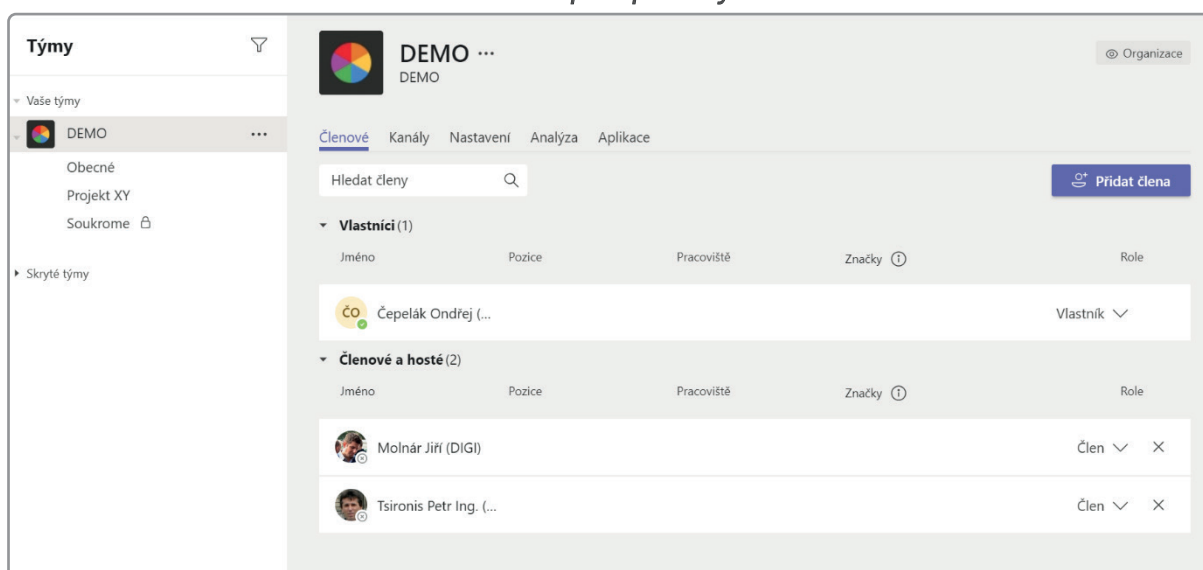 Týmy
Vaše týmy
DEMO ...
Obecné
Projekt XY
Soukrome
Skryté týmy
DEMO ...
DEMO
Organizace
Členové Kanály Nastavení Analýza Aplikace
Hledat členy
Přidat člena
Vlastníci (1)
Jméno Pozice Pracoviště Značky Role
ČO Čepelák Ondřej (... Vlastník
Členové a hosté (2)
Jméno Pozice Pracoviště Značky Role
Molnár Jiří (DIGI) Člen
Tsironis Petr Ing. (... Člen